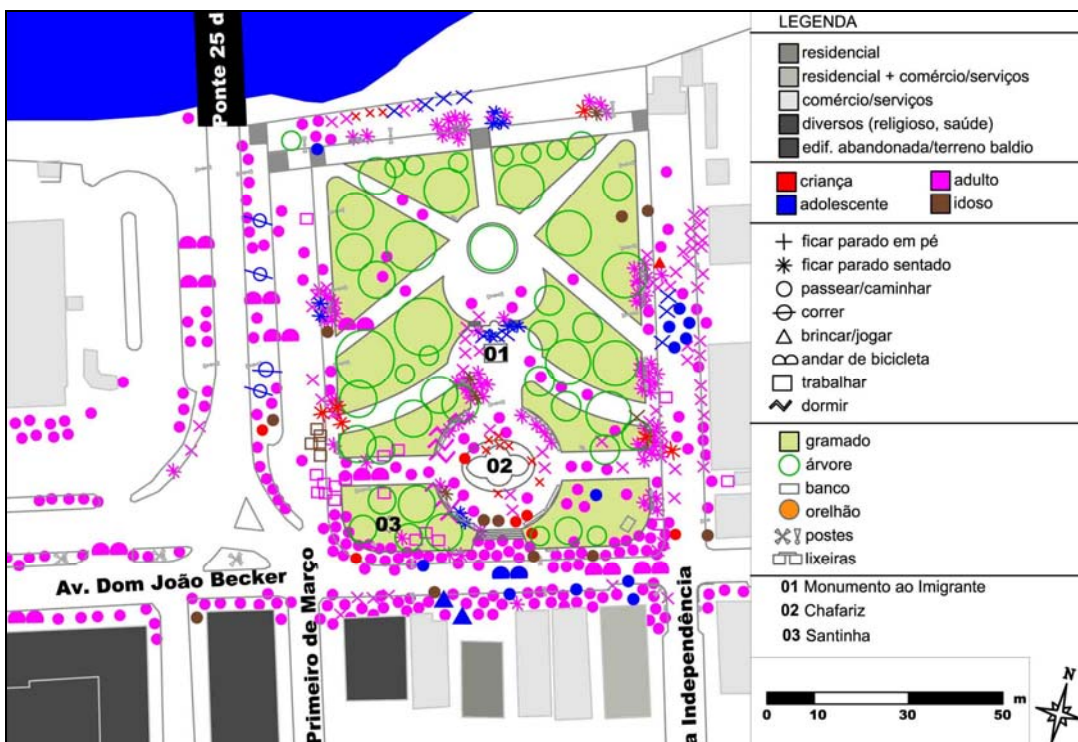 Ponte 25 d
01
02
03
Av. Dom João Becker
Primeiro de Março
a Independência
LEGENDA
residencial
residencial + comércio/serviços
comércio/serviços
diversos (religioso, saúde)
edif. abandonada/terreno baldio
criança
adulto
adolescente
idoso
ficar parado em pé
ficar parado sentado
passear/caminhar
correr
brincar/jogar
andar de bicicleta
trabalhar
dormir
gramado
árvore
banco
orelhão
postes
lixeiras
01 Monumento ao Imigrante
02 Chafariz
03 Santinha
N
m
0 10 30 50